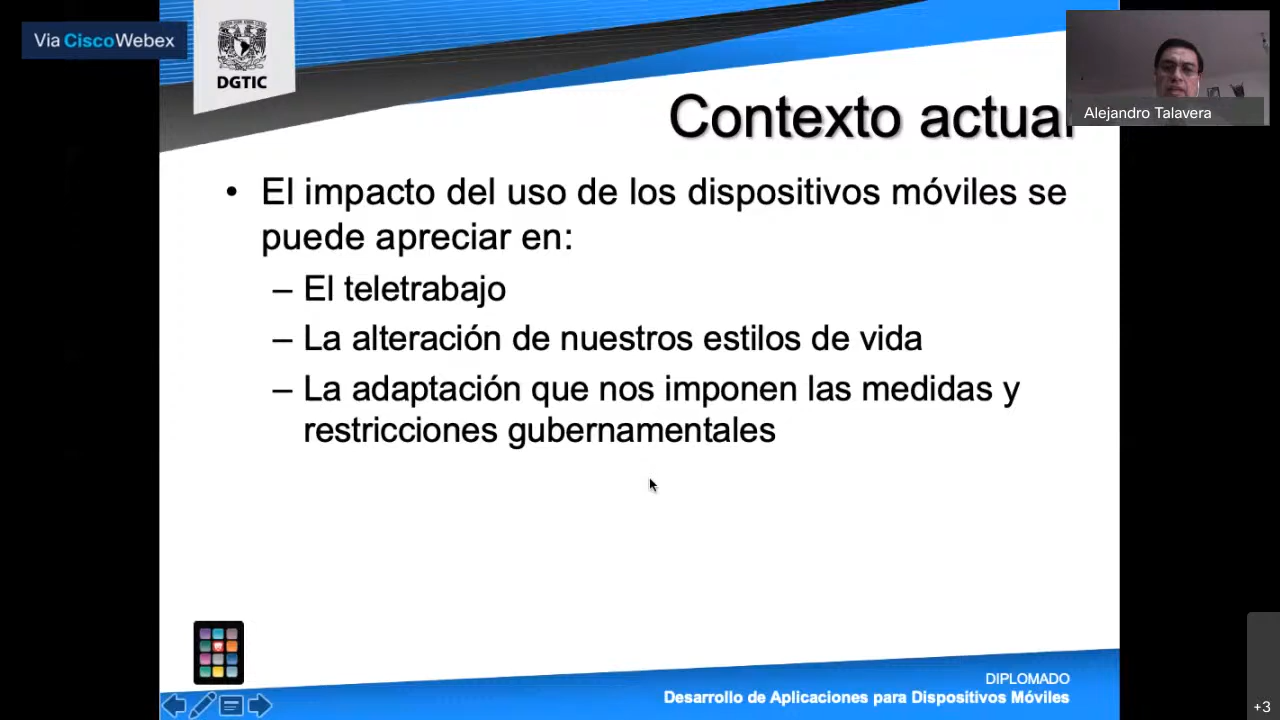 Via CiscoWebex
DGTIC
Alejandro Talavera
Contexto actual
• El impacto del uso de los dispositivos móviles se
puede apreciar en:
– El teletrabajo
– La alteración de nuestros estilos de vida
– La adaptación que nos imponen las medidas y
restricciones gubernamentales
DIPLOMADO
Desarrollo de Aplicaciones para Dispositivos Móviles
+3